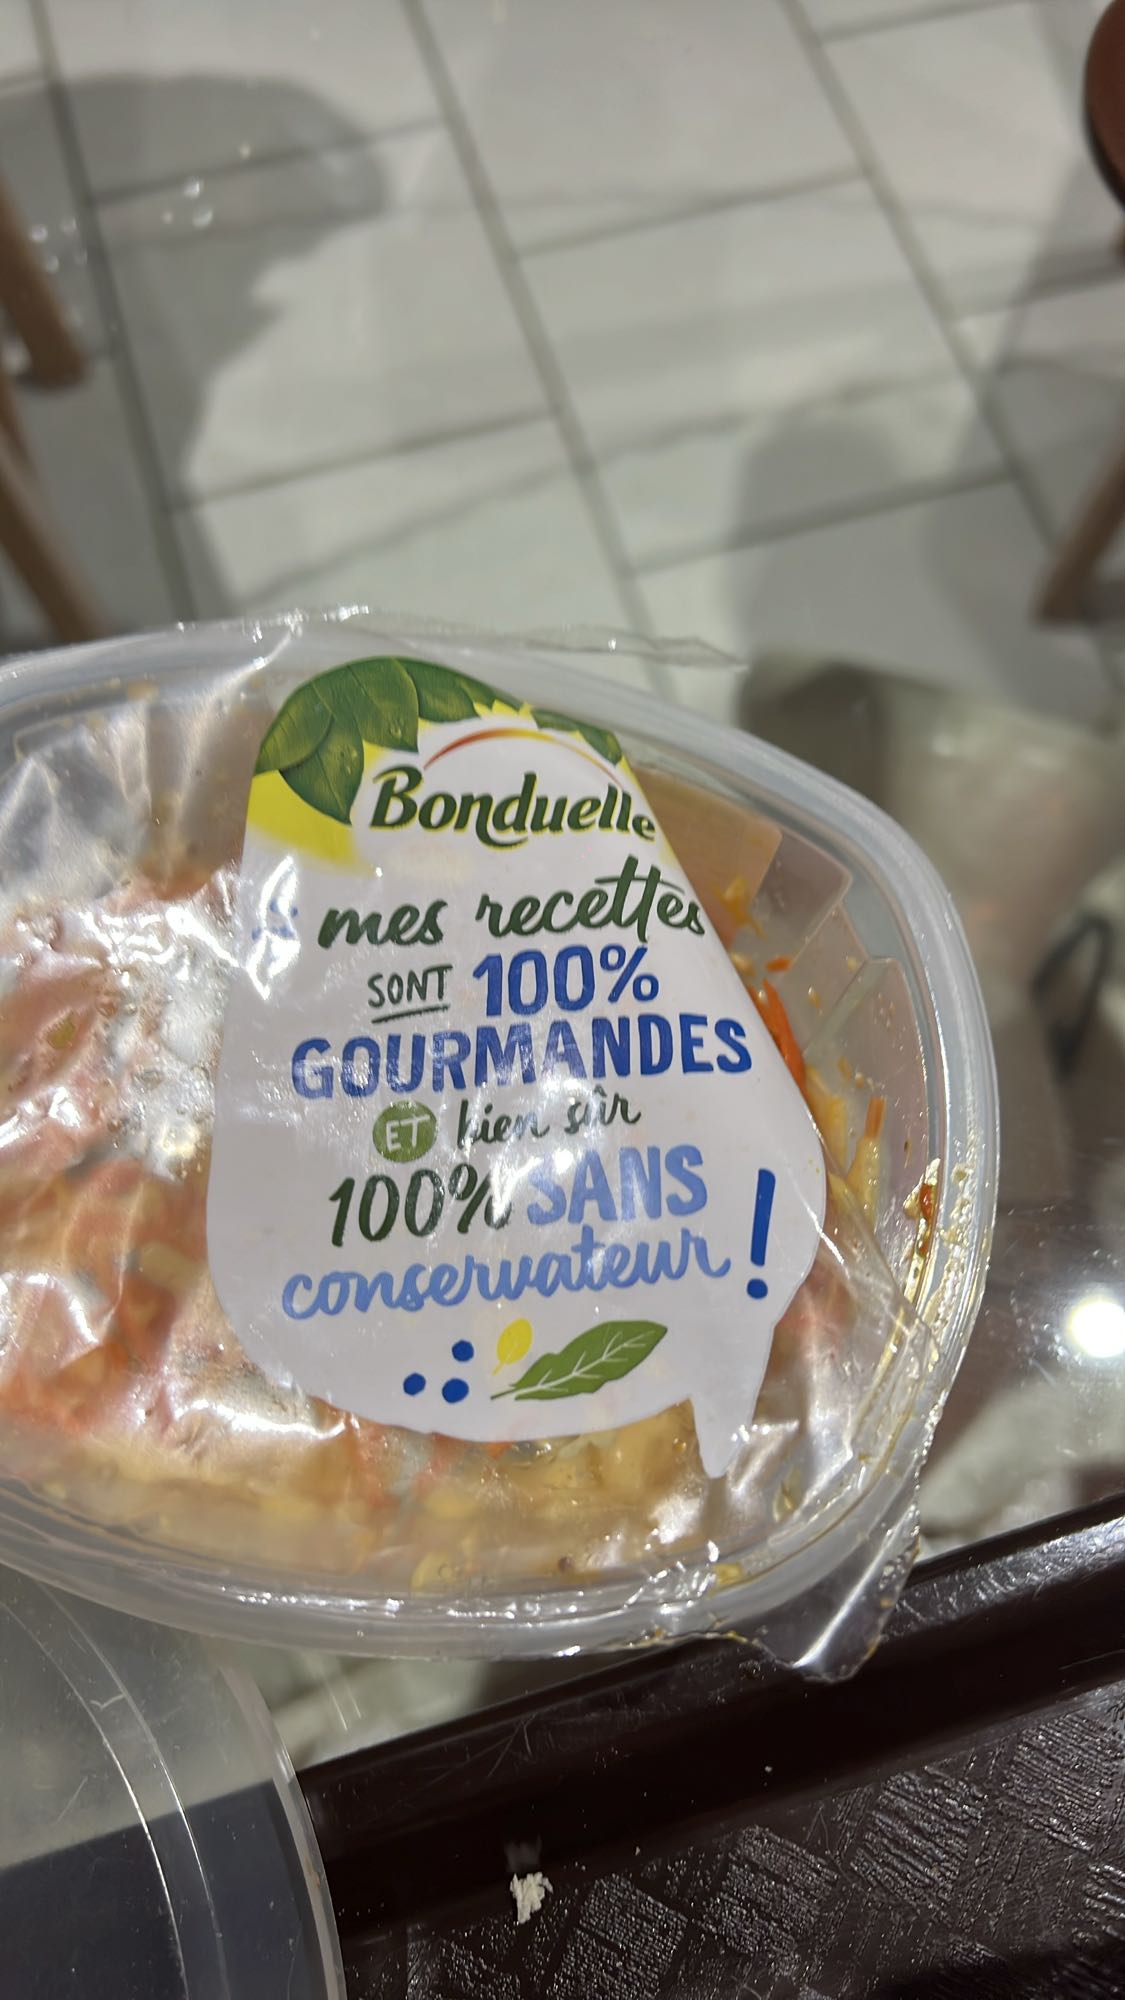 Bonduelle
mes recettes
SONT 100%
GOURMANDES
ET bien sûr
100% SANS
conservateur !